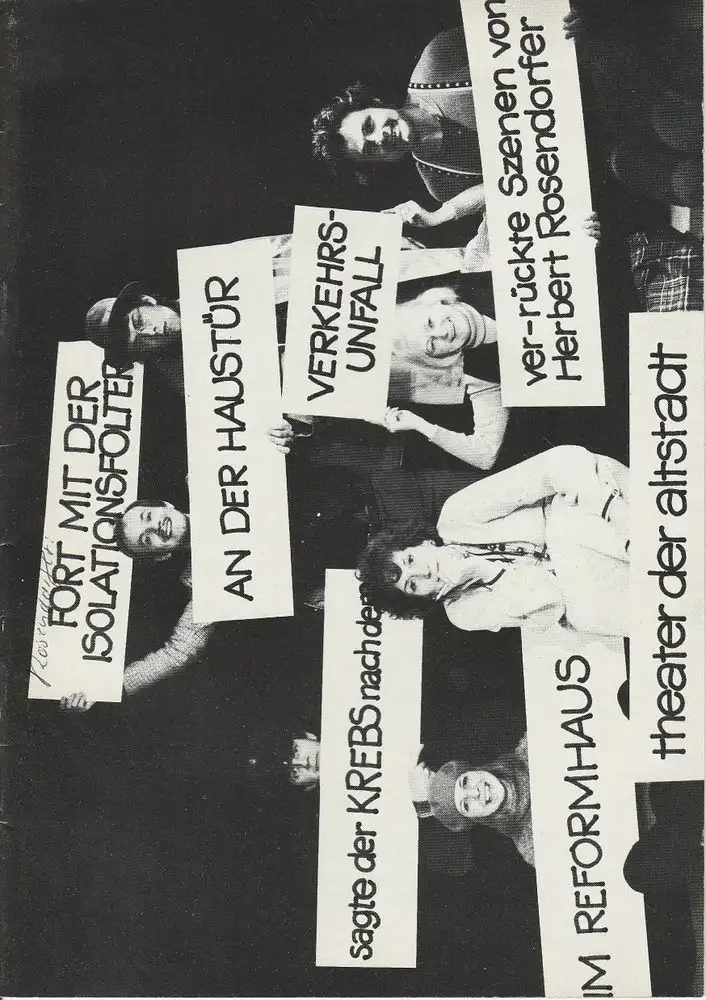 FORT MIT DER
ISOLATIONSFOLTER
AN DER HAUSTÜR
VERKEHRS-
UNFALL
ver-rückte Szenen von
Herbert Rosendorfer
sagte der KREBS nach dem
IM REFORMHAUS
theater der altstadt